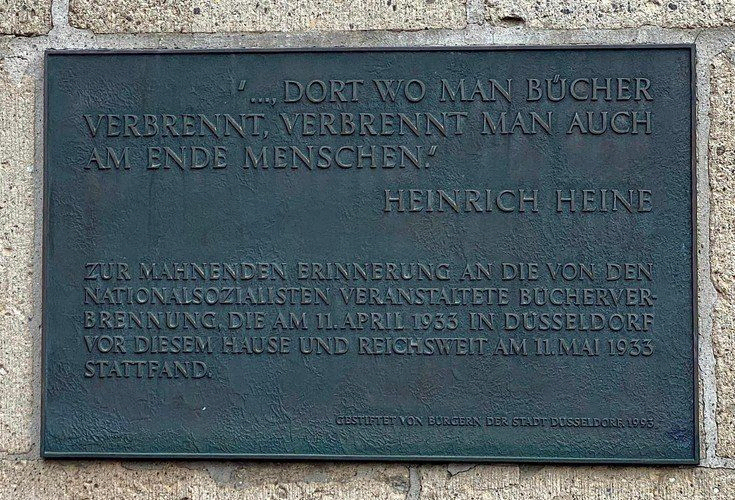 "..., DORT WO MAN BÜCHER
VERBRENNT, VERBRENNT MAN AUCH
AM ENDE MENSCHEN."
HEINRICH HEINE
ZUR MAHNENDEN ERINNERUNG AN DIE VON DEN
NATIONALSOZIALISTEN VERANSTALTETE BÜCHERVER-
BRENNUNG, DIE AM 11. APRIL 1933 IN DÜSSELDORF
VOR DIESEM HAUSE UND REICHSWEIT AM 11. MAI 1933
STATTFAND.
GESTIFTET VON BÜRGERN DER STADT DÜSSELDORF, 1993